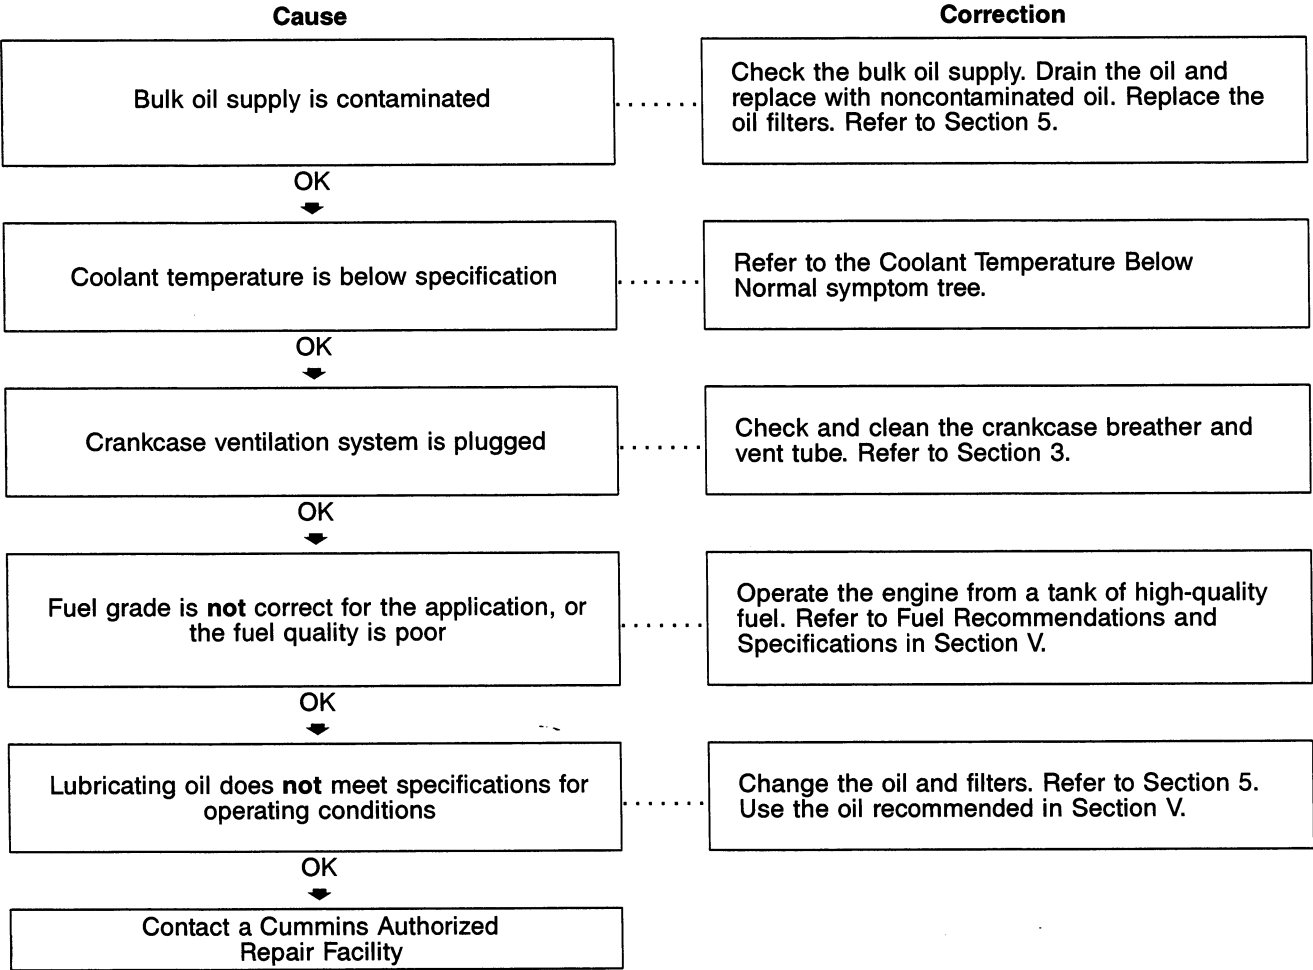 Cause
Correction
Bulk oil supply is contaminated
Check the bulk oil supply. Drain the oil and
replace with noncontaminated oil. Replace the
oil filters. Refer to Section 5.
OK
Coolant temperature is below specification
Refer to the Coolant Temperature Below
Normal symptom tree.
OK
Crankcase ventilation system is plugged
Check and clean the crankcase breather and
vent tube. Refer to Section 3.
OK
Fuel grade is not correct for the application, or
the fuel quality is poor
Operate the engine from a tank of high-quality
fuel. Refer to Fuel Recommendations and
Specifications in Section V.
OK
Lubricating oil does not meet specifications for
operating conditions
Change the oil and filters. Refer to Section 5.
Use the oil recommended in Section V.
OK
Contact a Cummins Authorized
Repair Facility